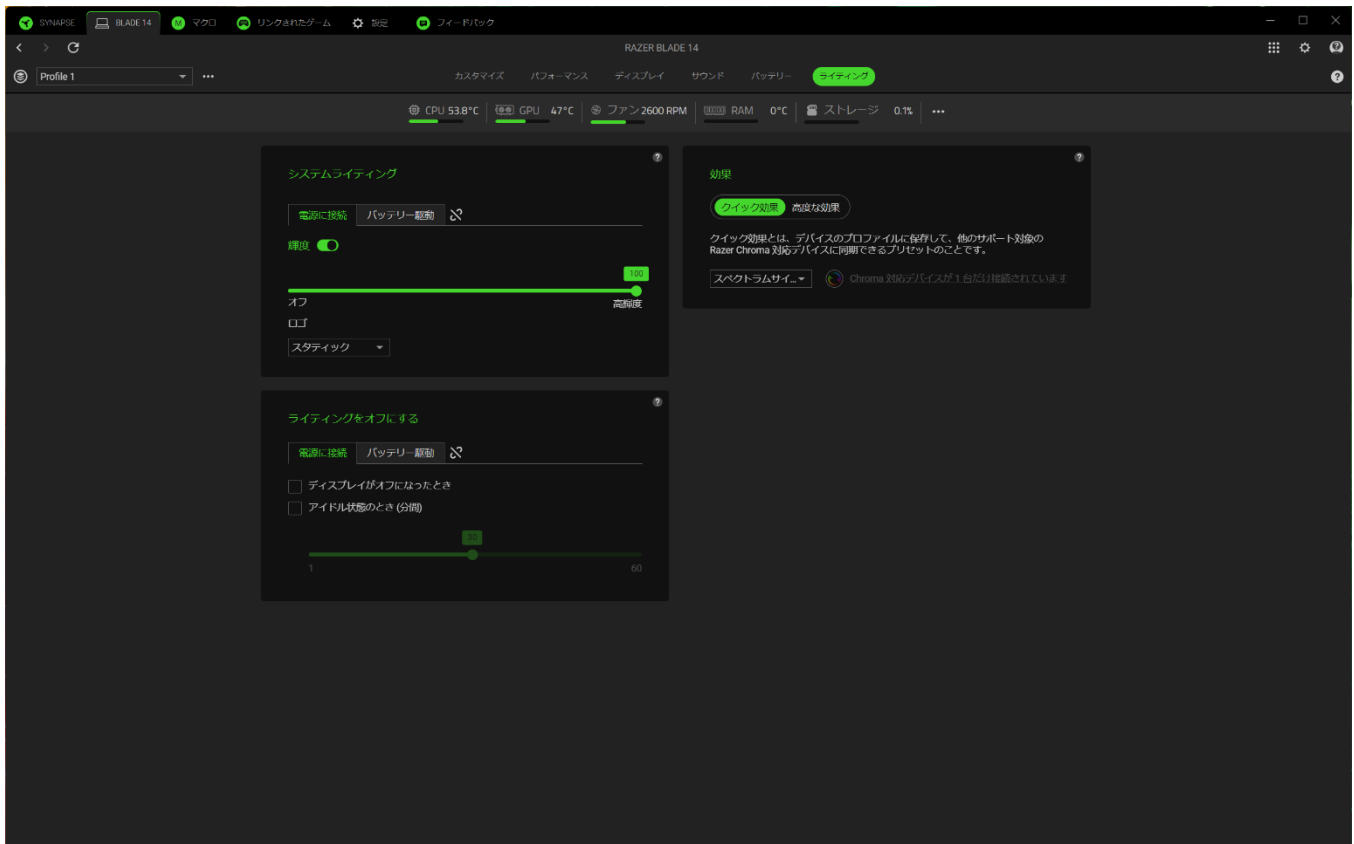 SYNAPSE BLADE 14 マクロ リンクされたゲーム 設定 フィードバック
RAZER BLADE 14
Profile 1 カスタマイズ パフォーマンス ディスプレイ サウンド バッテリー ライティング
CPU 53.8°C GPU 47°C ファン 2600 RPM RAM 0°C ストレージ 0.1%
システムライティング
電源に接続 バッテリー駆動
輝度
100
オフ 高輝度
ロゴ
スタティック
効果
クイック効果 高度な効果
クイック効果とは、デバイスのプロファイルに保存して、他のサポート対象の
Razer Chroma 対応デバイスに同期できるプリセットのことです。
スペクトラムサイ... Chroma 対応デバイスが 1 台だけ接続されています
ライティングをオフにする
電源に接続 バッテリー駆動
ディスプレイがオフになったとき
アイドル状態のとき (分間)
30
1 60